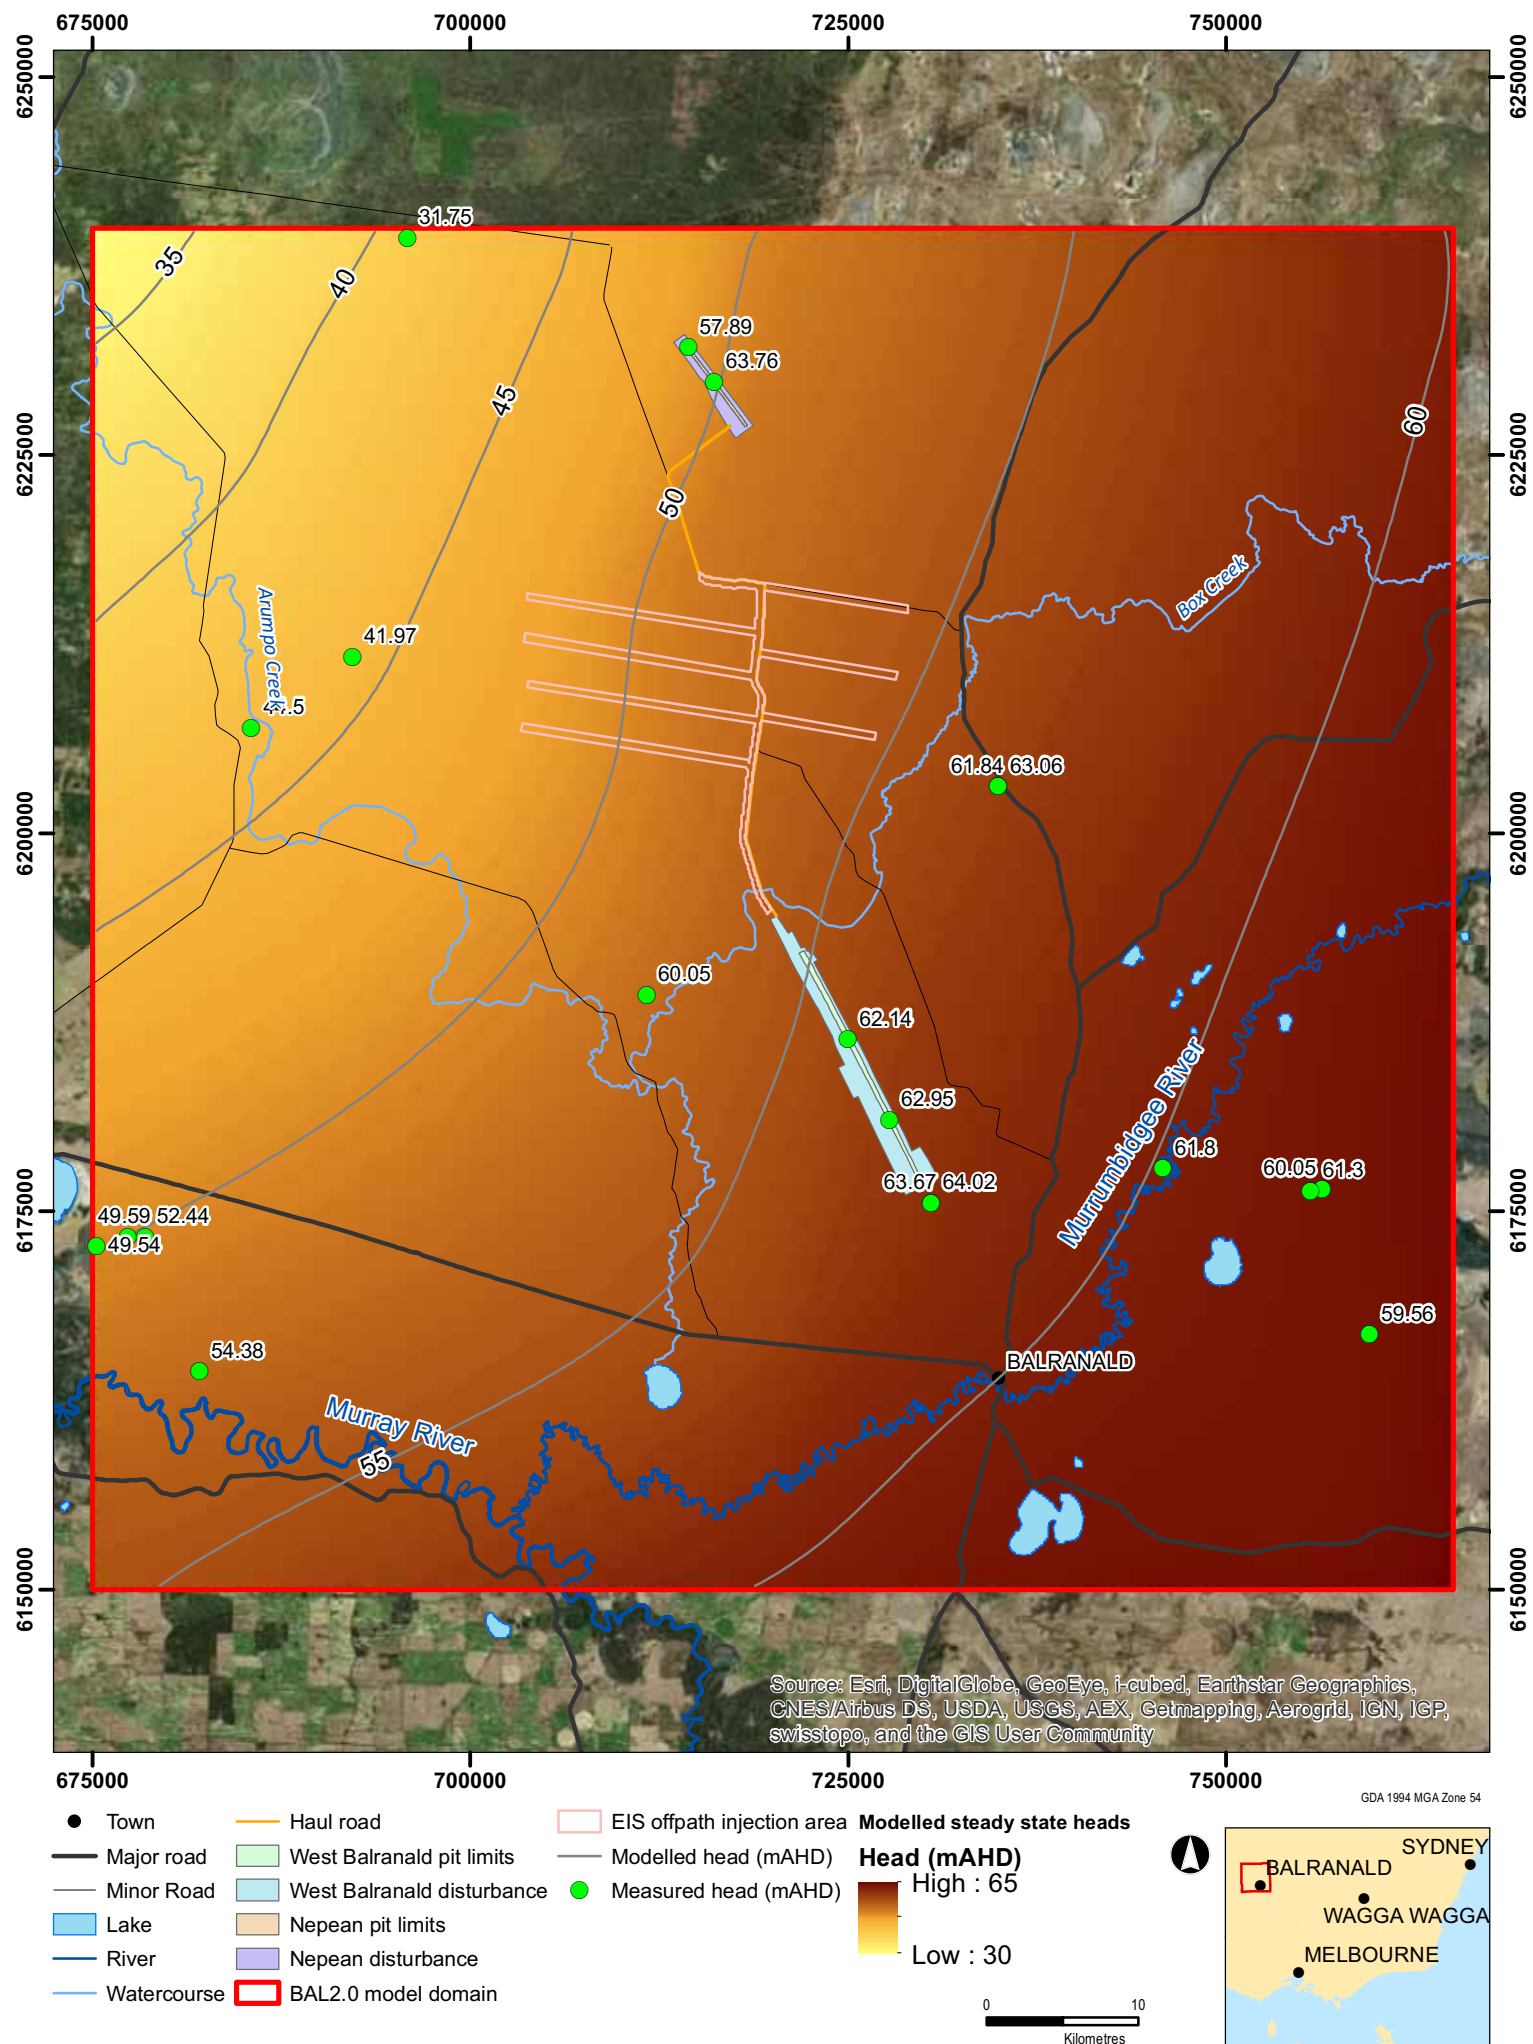 675000 700000 725000 750000
6250000 6250000
31.75
35
40
57.89
63.76
45
60
6225000 6225000
50
Box Creek
Arumpo Creek
41.97
61.84 63.06
6200000 6200000
60.05
62.14
62.95
Murrumbidgee River
61.8
60.05 61.3
63.67 64.02
6175000 6175000
49.59 52.44
49.54
59.56
54.38
BALRANALD
Murray River
55
6150000 6150000
Source: Esri, DigitalGlobe, GeoEye, i-cubed, Earthstar Geographics,
CNES/Airbus DS, USDA, USGS, AEX, Getmapping, Aerogrid, IGN, IGP,
swisstopo, and the GIS User Community
675000 700000 725000 750000
GDA 1994 MGA Zone 54
Town
Major road
Minor Road
Lake
River
Watercourse
Haul road
West Balranald pit limits
West Balranald disturbance
Nepean pit limits
Nepean disturbance
BAL2.0 model domain
EIS offpath injection area
Modelled head (mAHD)
Measured head (mAHD)
Modelled steady state heads
Head (mAHD)
High : 65
Low : 30
0 10
Kilometres
SYDNEY
BALRANALD
WAGGA WAGGA
MELBOURNE